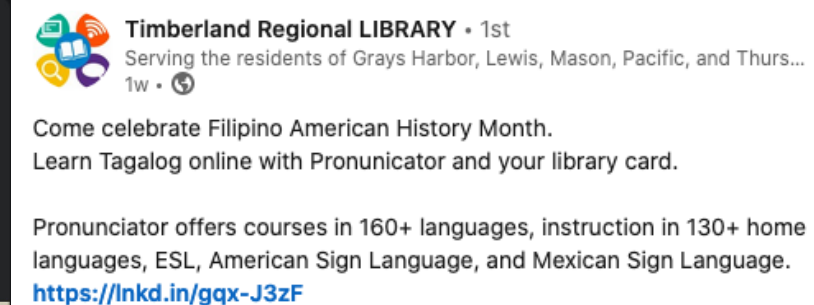 Timberland Regional LIBRARY • 1st
Serving the residents of Grays Harbor, Lewis, Mason, Pacific, and Thurs...
1w •
Come celebrate Filipino American History Month.
Learn Tagalog online with Pronunicator and your library card.
Pronunciator offers courses in 160+ languages, instruction in 130+ home
languages, ESL, American Sign Language, and Mexican Sign Language.
https://lnkd.in/gqx-J3zF